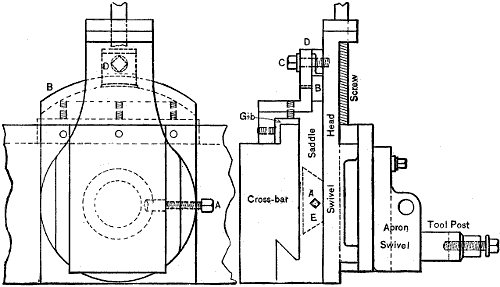 D
B
A
D
C
B
Gib
Screw
Head
Saddle
Cross-bar
A
E
Swivel
Apron
Swivel
Tool Post